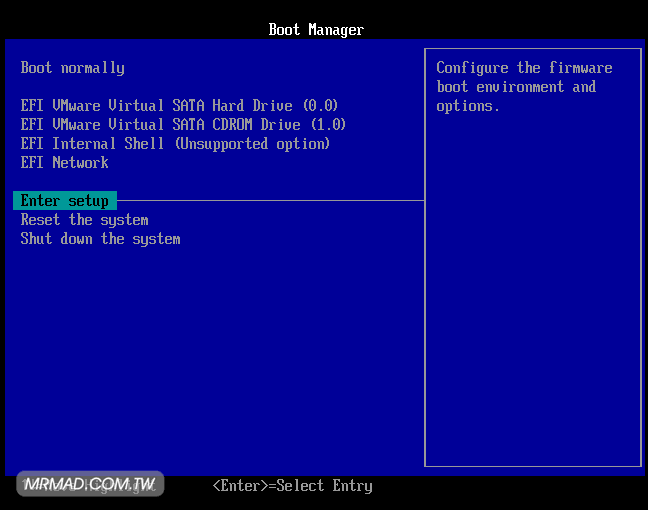 Boot Manager
Boot normally
EFI VMware Virtual SATA Hard Drive (0.0)
EFI VMware Virtual SATA CDROM Drive (1.0)
EFI Internal Shell (Unsupported option)
EFI Network
Enter setup
Reset the system
Shut down the system
Configure the firmware
boot environment and
options.
MRMAD.COM.TW
<Enter>=Select Entry